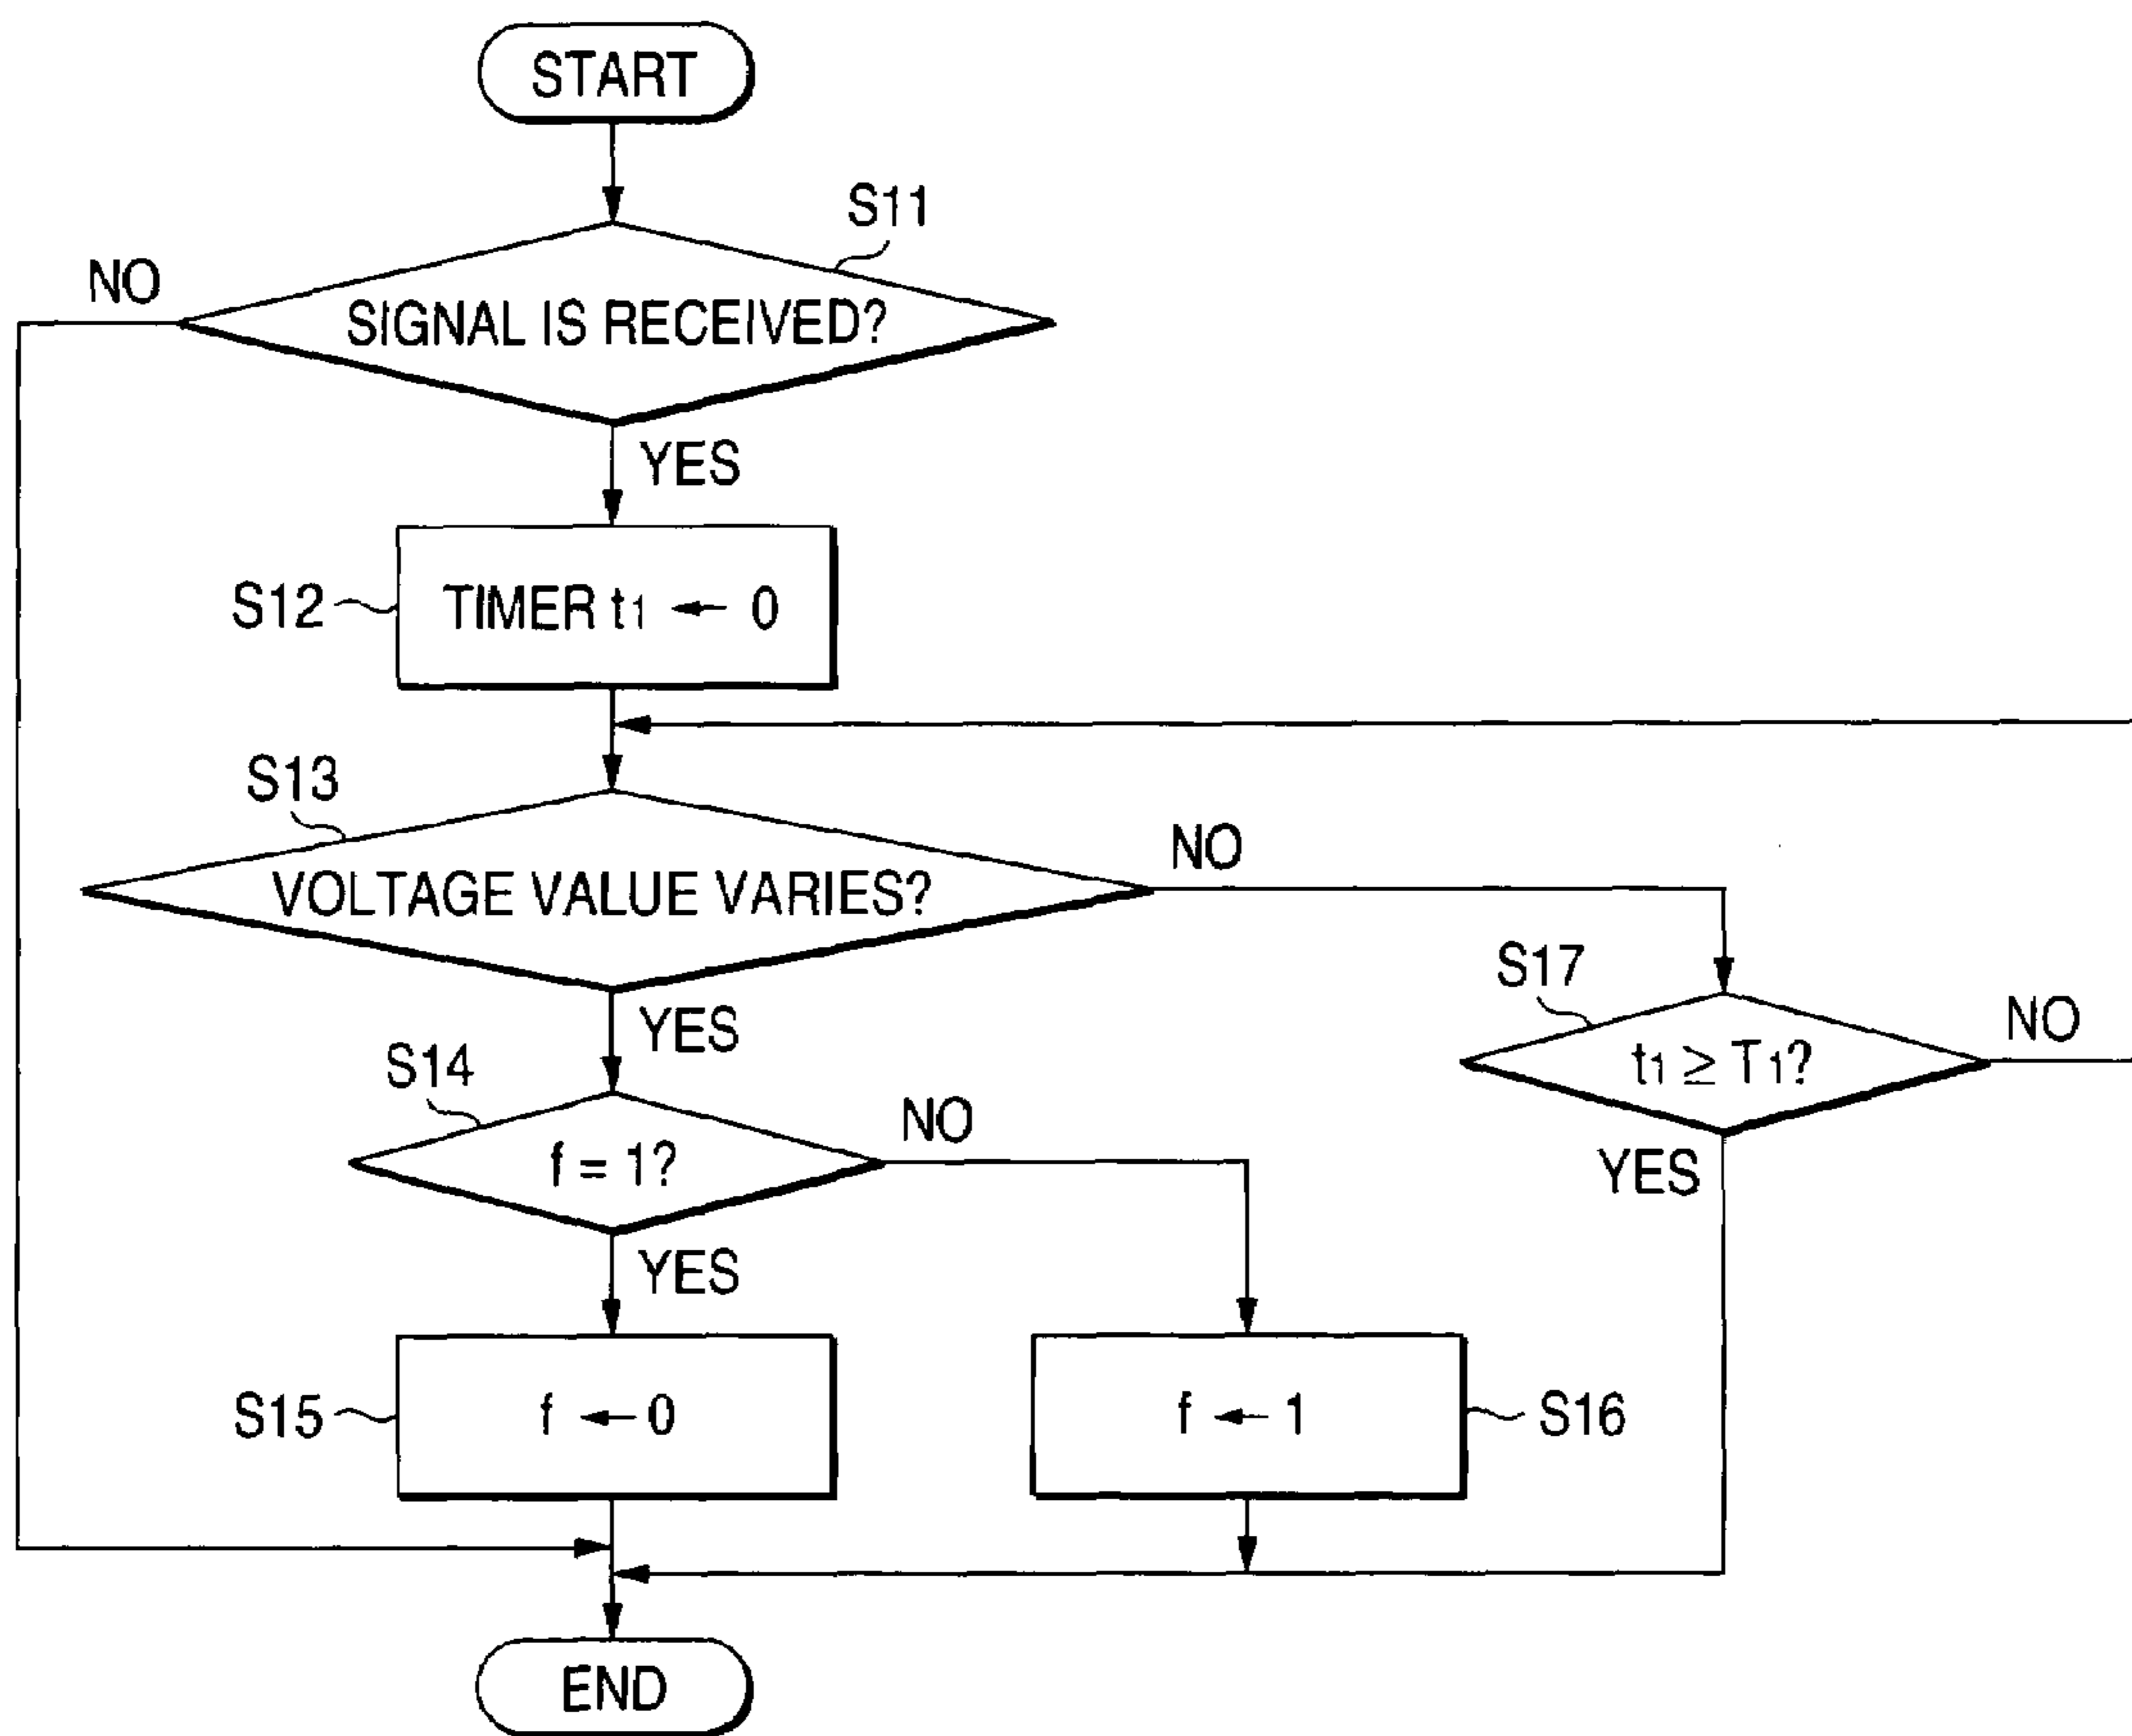 START
S11
NO
SIGNAL IS RECEIVED?
YES
S12
TIMER t1 ← 0
S13
NO
VOLTAGE VALUE VARIES?
S17
YES
NO
S14
t1 ≥ T1?
NO
f = 1?
YES
YES
S15
f ← 0
f ← 1
S16
END